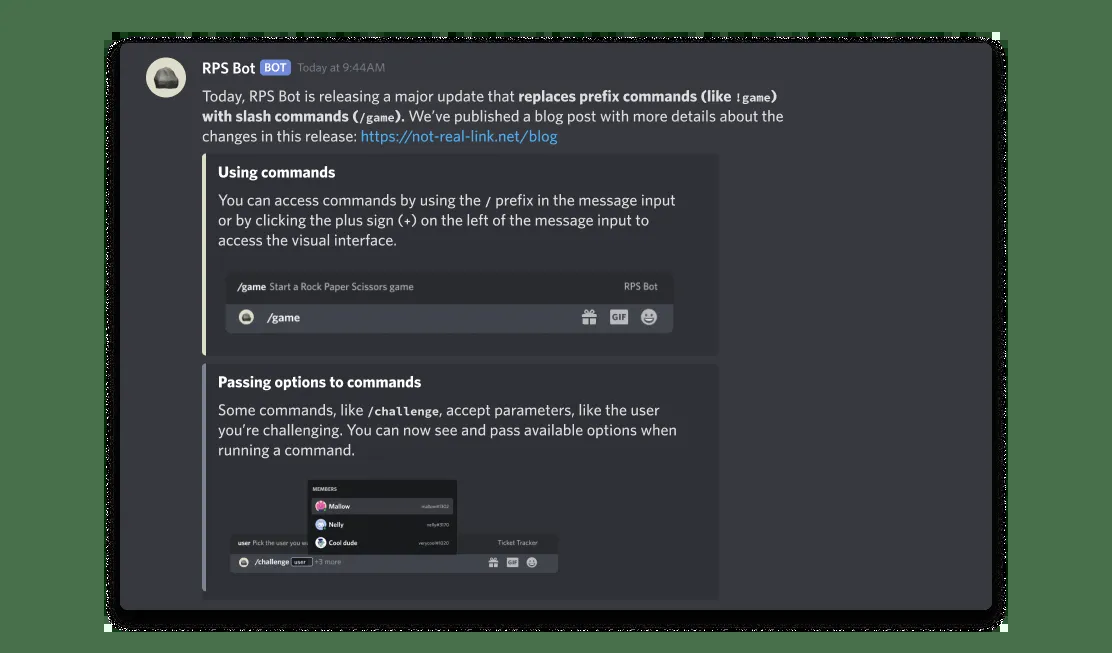 RPS Bot BOT Today at 9:44AM
Today, RPS Bot is releasing a major update that replaces prefix commands (like !game)
with slash commands (/game). We’ve published a blog post with more details about the
changes in this release: https://not-real-link.net/blog
Using commands
You can access commands by using the / prefix in the message input
or by clicking the plus sign (+) on the left of the message input to
access the visual interface.
/game Start a Rock Paper Scissors game RPS Bot
/game GIF
Passing options to commands
Some commands, like /challenge, accept parameters, like the user
you’re challenging. You can now see and pass available options when
running a command.
MEMBERS
Mallow
Nelly
Cool dude
user Pick the user you Ticket Tracker
/challenge user +3 more GIF